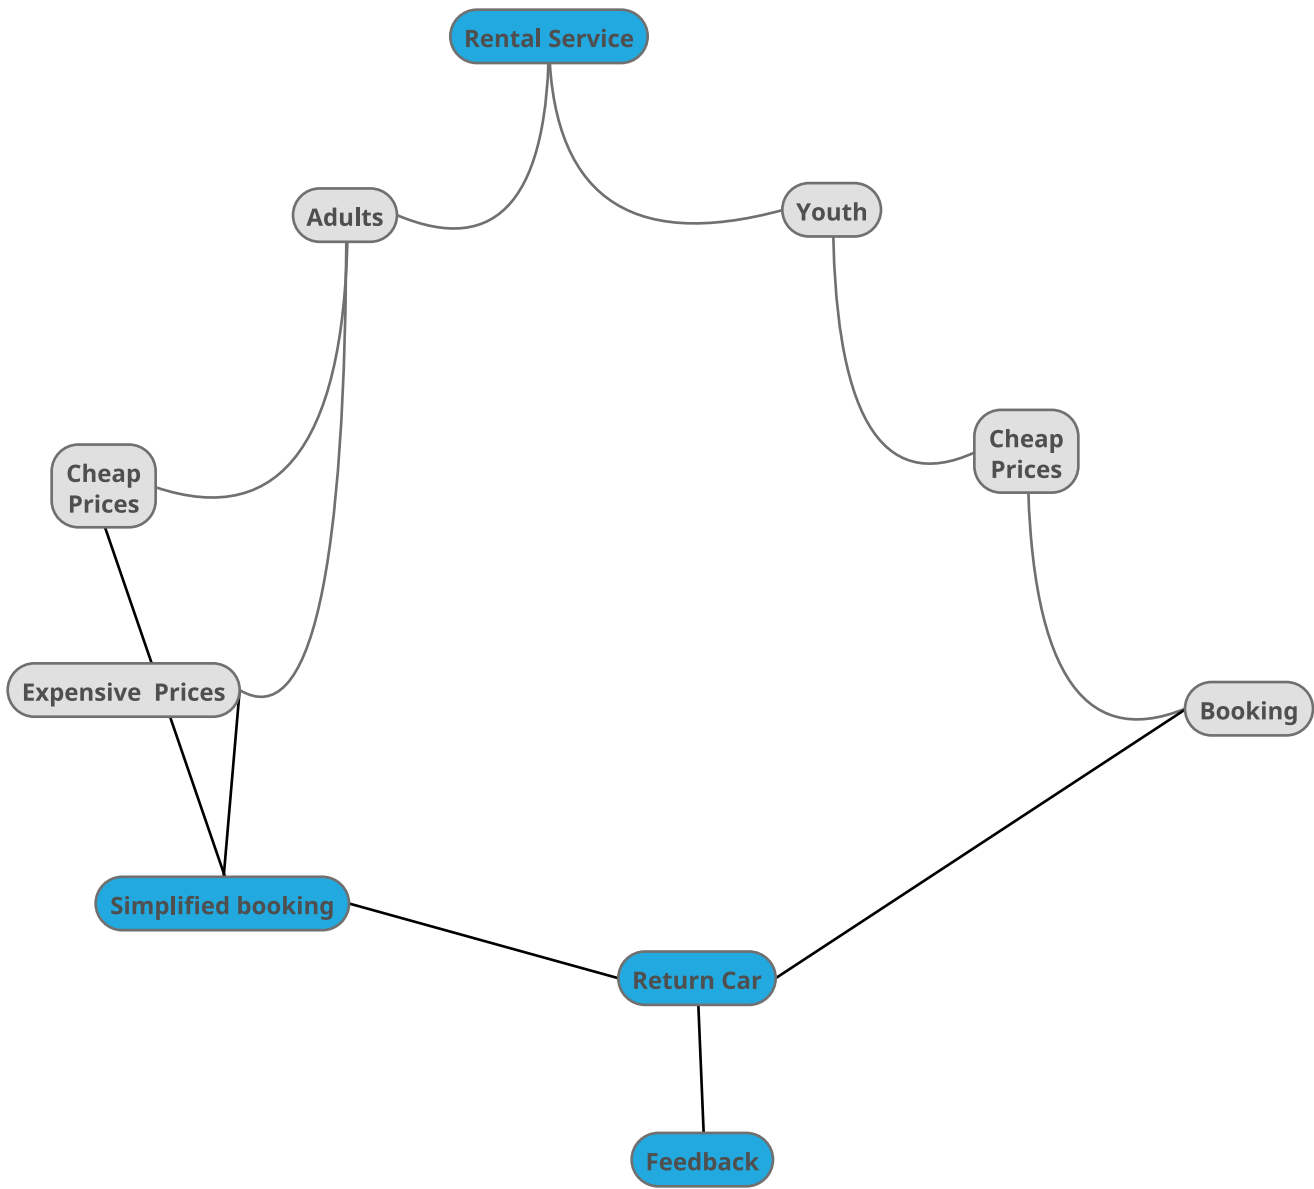 Rental Service
Adults
Youth
Cheap
Prices
Cheap
Prices
Expensive  Prices
Booking
Simplified booking
Return Car
Feedback